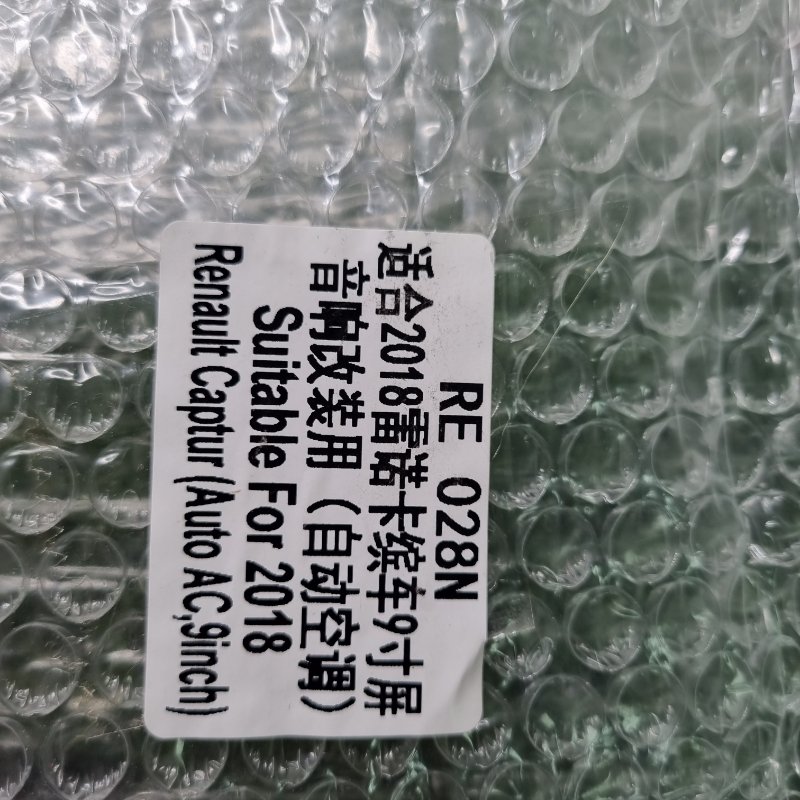 RE 028N
适合2018雷诺卡缤车9寸屏
音响改装用（自动空调）
Suitable For 2018
Renault Captur (Auto AC,9inch)